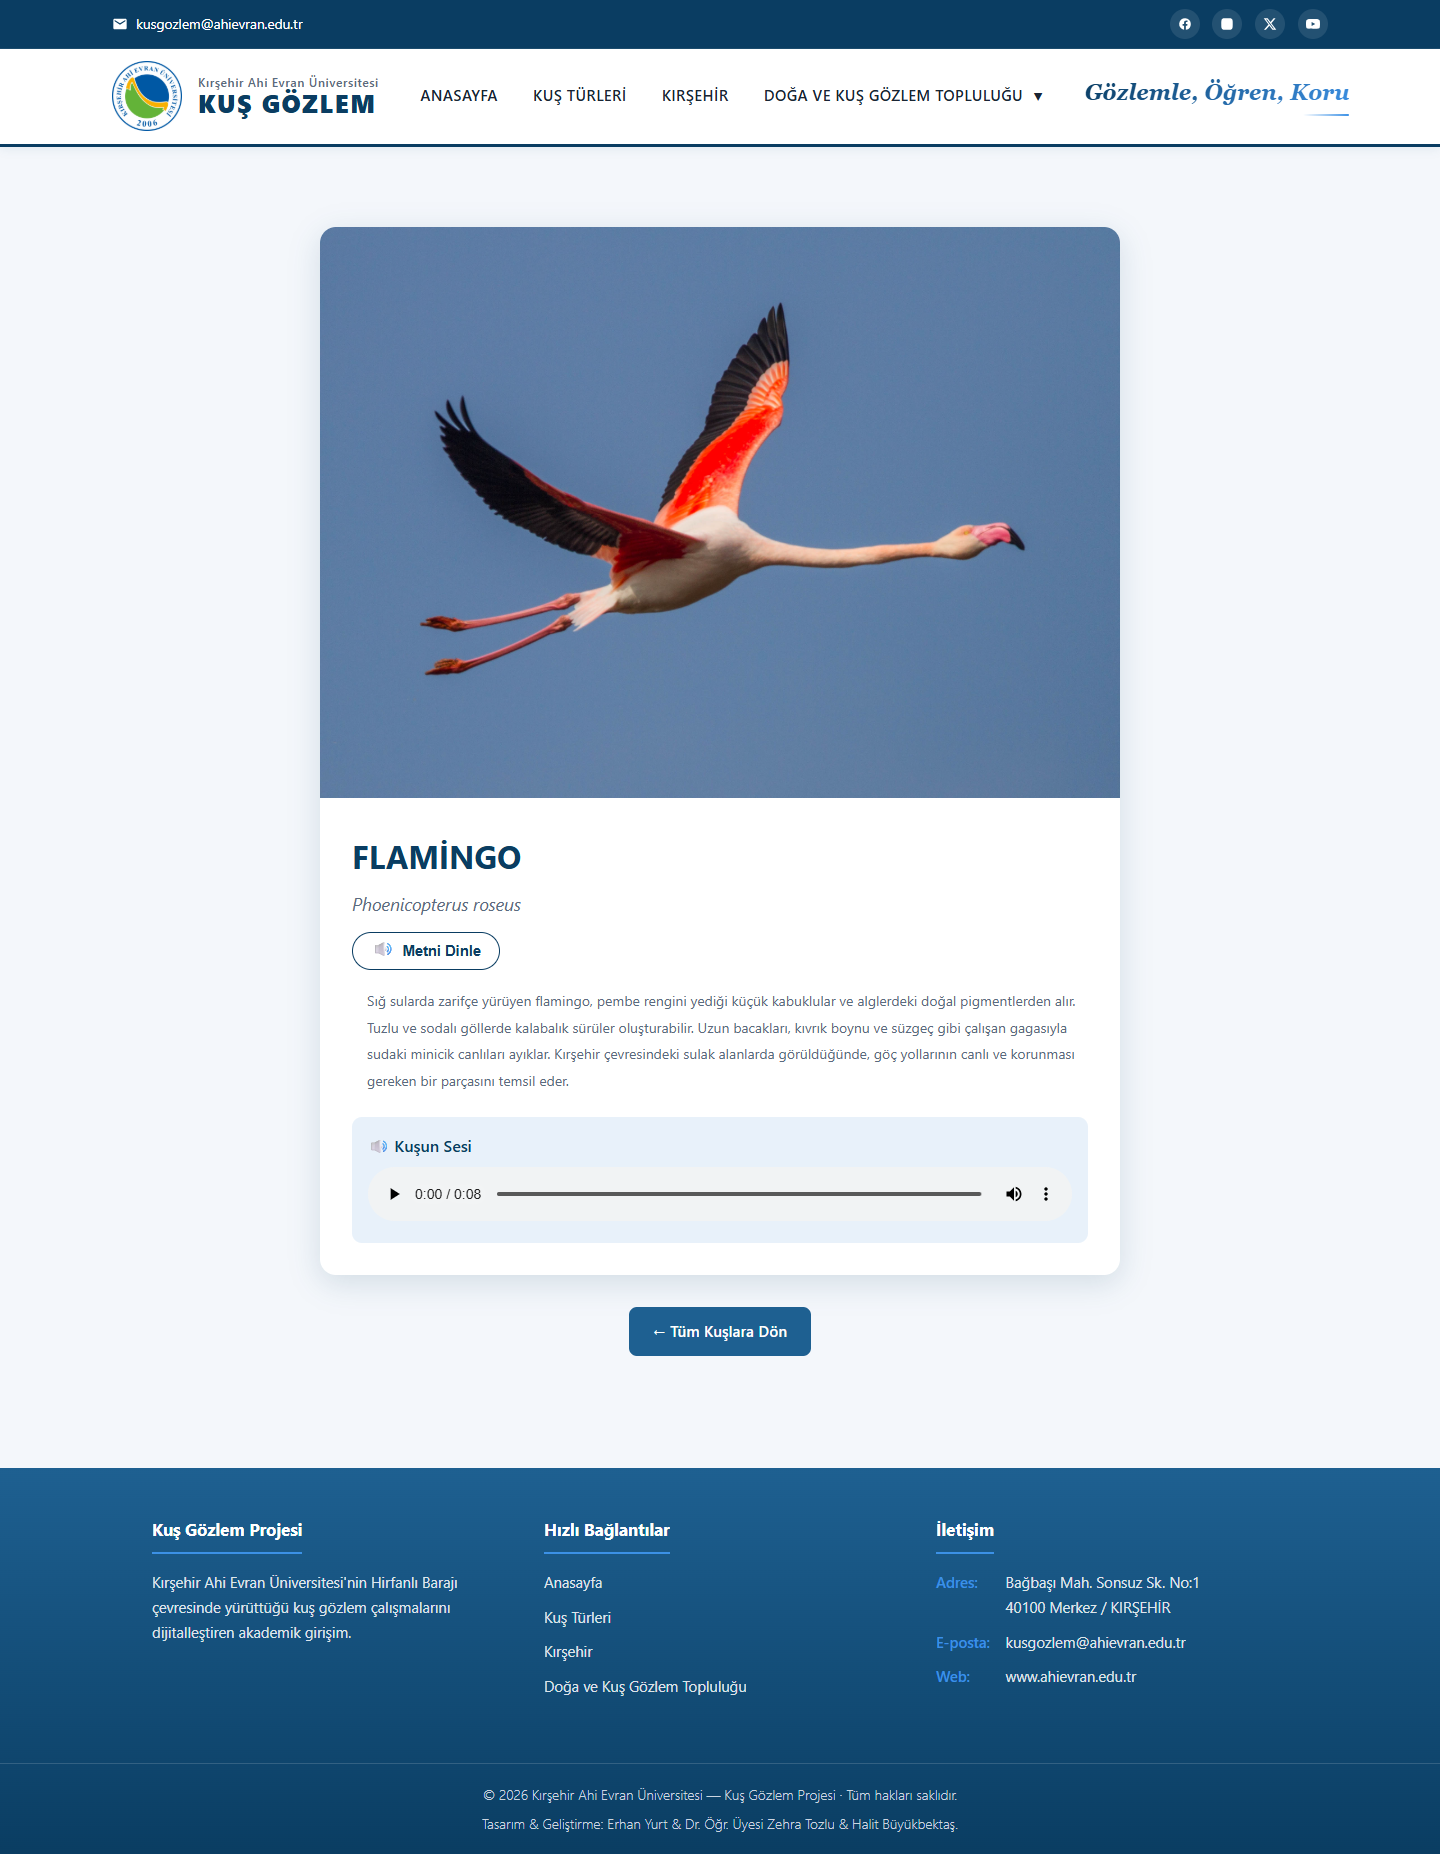 kusgozlem@ahievran.edu.tr
KIRŞEHİR AHİ EVRAN ÜNİVERSİTESİ
2006
Kırşehir Ahi Evran Üniversitesi
KUŞ GÖZLEM
ANASAYFA
KUŞ TÜRLERİ
KIRŞEHİR
DOĞA VE KUŞ GÖZLEM TOPLULUĞU ▼
Gözlemle, Öğren, Koru
FLAMİNGO
Phoenicopterus roseus
Metni Dinle
Sığ sularda zarifçe yürüyen flamingo, pembe rengini yediği küçük kabuklular ve alglerdeki doğal pigmentlerden alır.
Tuzlu ve sodalı göllerde kalabalık sürüler oluşturabilir. Uzun bacakları, kıvrık boynu ve süzgeç gibi çalışan gagasıyla
sudaki minicik canlıları ayıklar. Kırşehir çevresindeki sulak alanlarda görüldüğünde, göç yollarının canlı ve korunması
gereken bir parçasını temsil eder.
Kuşun Sesi
0:00 / 0:08
← Tüm Kuşlara Dön
Kuş Gözlem Projesi
Kırşehir Ahi Evran Üniversitesi'nin Hirfanlı Barajı
çevresinde yürüttüğü kuş gözlem çalışmalarını
dijitalleştiren akademik girişim.
Hızlı Bağlantılar
Anasayfa
Kuş Türleri
Kırşehir
Doğa ve Kuş Gözlem Topluluğu
İletişim
Adres: Bağbaşı Mah. Sonsuz Sk. No:1
40100 Merkez / KIRŞEHİR
E-posta: kusgozlem@ahievran.edu.tr
Web: www.ahievran.edu.tr
© 2026 Kırşehir Ahi Evran Üniversitesi — Kuş Gözlem Projesi · Tüm hakları saklıdır.
Tasarım & Geliştirme: Erhan Yurt & Dr. Öğr. Üyesi Zehra Tozlu & Halit Büyükbektaş.